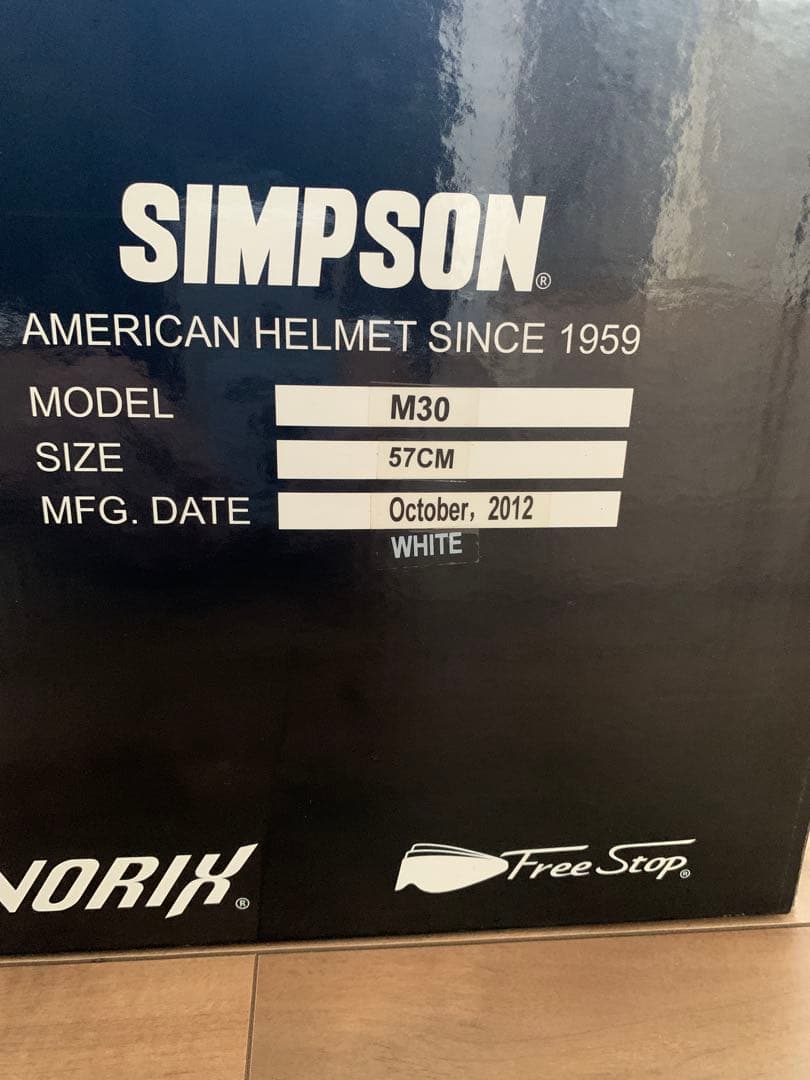 SIMPSON®
AMERICAN HELMET SINCE 1959
MODEL M30
SIZE 57CM
MFG. DATE October, 2012
WHITE
NORIX®
Free Stop®